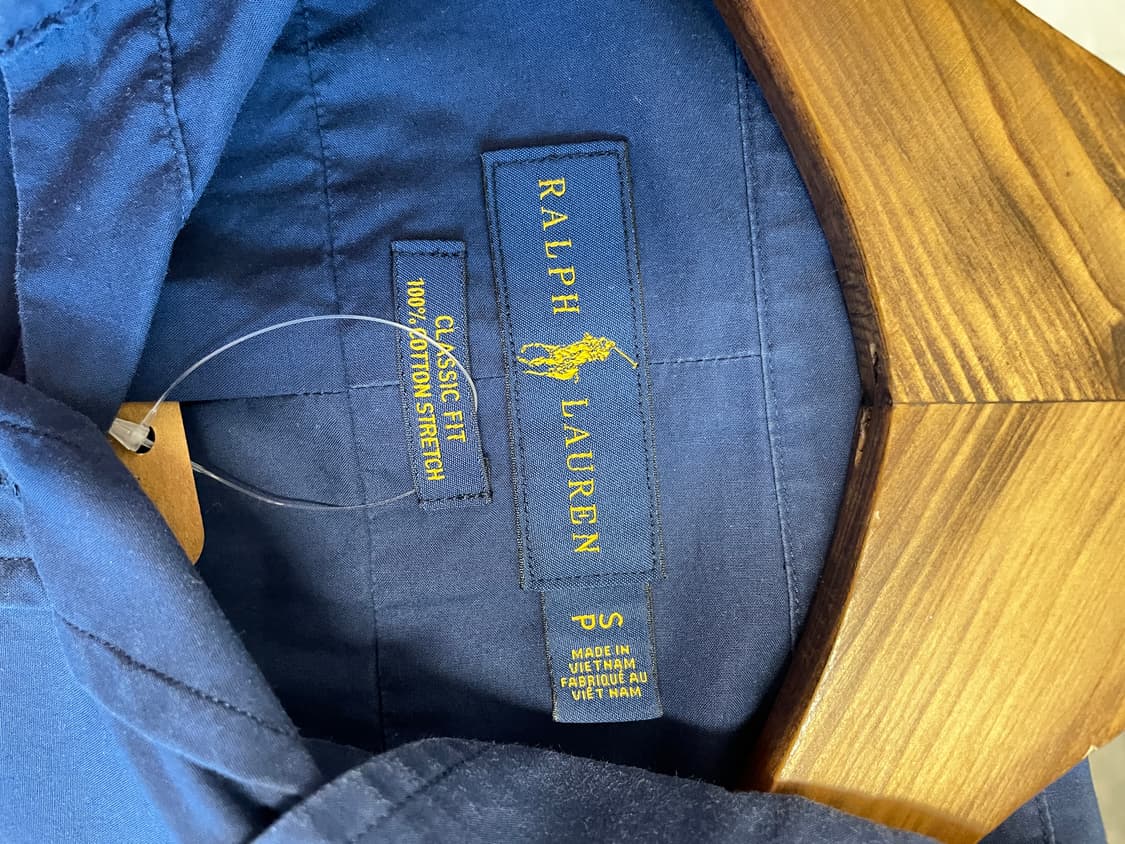 RALPH LAUREN
CLASSIC FIT
100% COTTON STRETCH
S
P
MADE IN
VIETNAM
FABRIQUÉ AU
VIÊT NAM